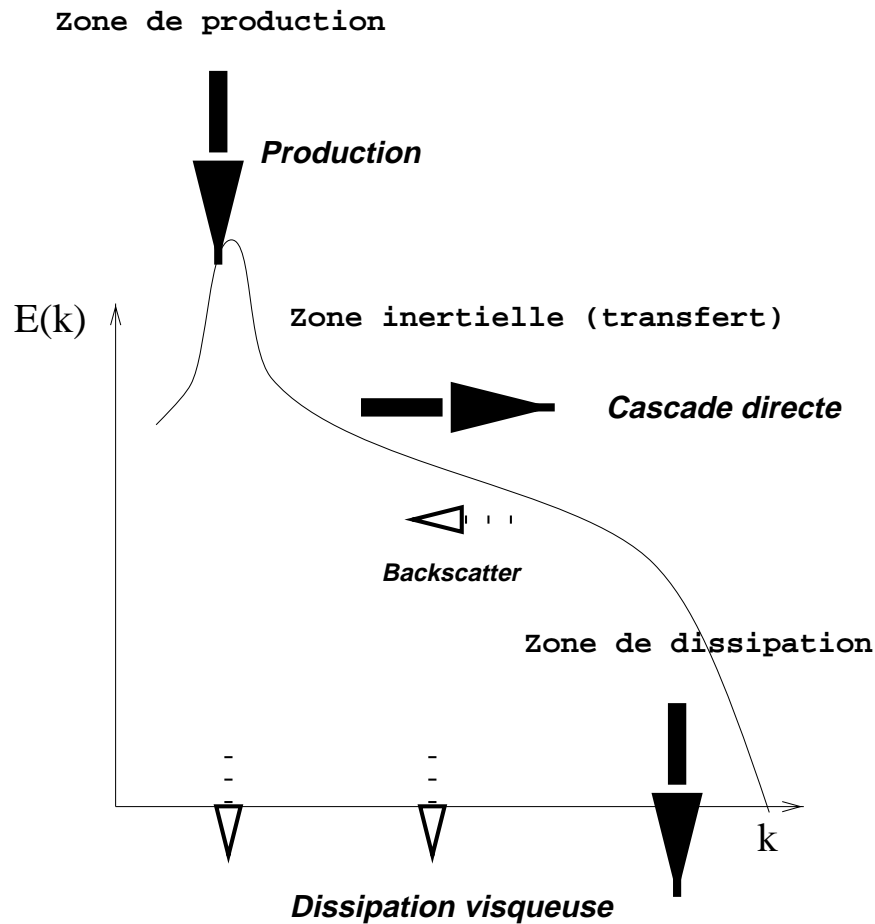 Zone de production
Production
E(k)
Zone inertielle (transfert)
Cascade directe
Backscatter
Zone de dissipation
k
Dissipation visqueuse